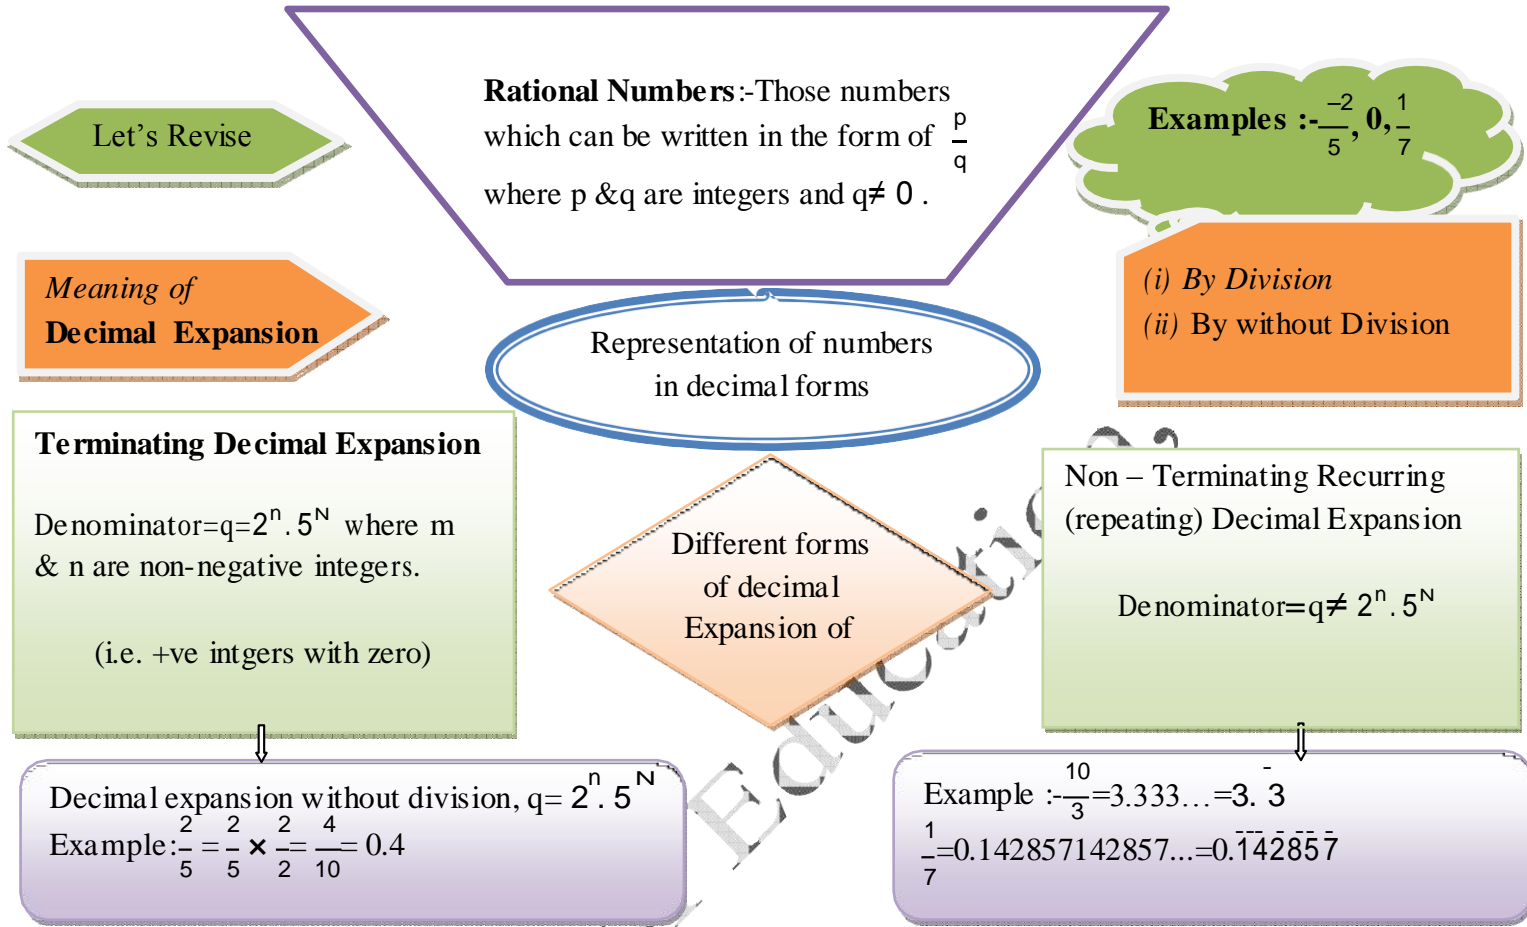 Let's Revise
Rational Numbers:-Those numbers
which can be written in the form of p/q
where p &q are integers and q≠ 0 .
Examples :- −2/5, 0, 1/7
Meaning of
Decimal Expansion
Representation of numbers
in decimal forms
(i) By Division
(ii) By without Division
Terminating Decimal Expansion
Denominator=q=2ⁿ. 5ᴺ where m
& n are non-negative integers.
(i.e. +ve intgers with zero)
Different forms
of decimal
Expansion of
Non – Terminating Recurring
(repeating) Decimal Expansion
Denominator=q≠ 2ⁿ. 5ᴺ
Decimal expansion without division, q= 2ⁿ. 5ᴺ
Example: 2/5 = 2/5 × 2/2 = 4/10 = 0.4
Example :- 10/3 =3.333…=3. 3̄
1/7 =0.142857142857...=0.1̄4̄2̄8̄5̄7̄